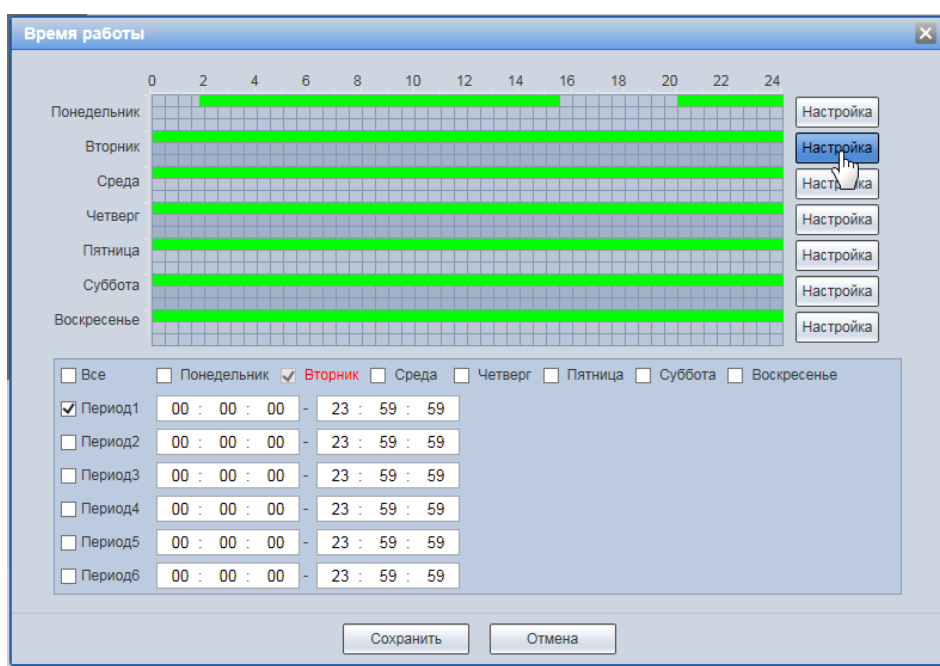 Время работы
0 2 4 6 8 10 12 14 16 18 20 22 24
Понедельник Настройка
Вторник Настройка
Среда Настройка
Четверг Настройка
Пятница Настройка
Суббота Настройка
Воскресенье Настройка
Все Понедельник Вторник Среда Четверг Пятница Суббота Воскресенье
Период1 00 : 00 : 00 - 23 : 59 : 59
Период2 00 : 00 : 00 - 23 : 59 : 59
Период3 00 : 00 : 00 - 23 : 59 : 59
Период4 00 : 00 : 00 - 23 : 59 : 59
Период5 00 : 00 : 00 - 23 : 59 : 59
Период6 00 : 00 : 00 - 23 : 59 : 59
Сохранить Отмена